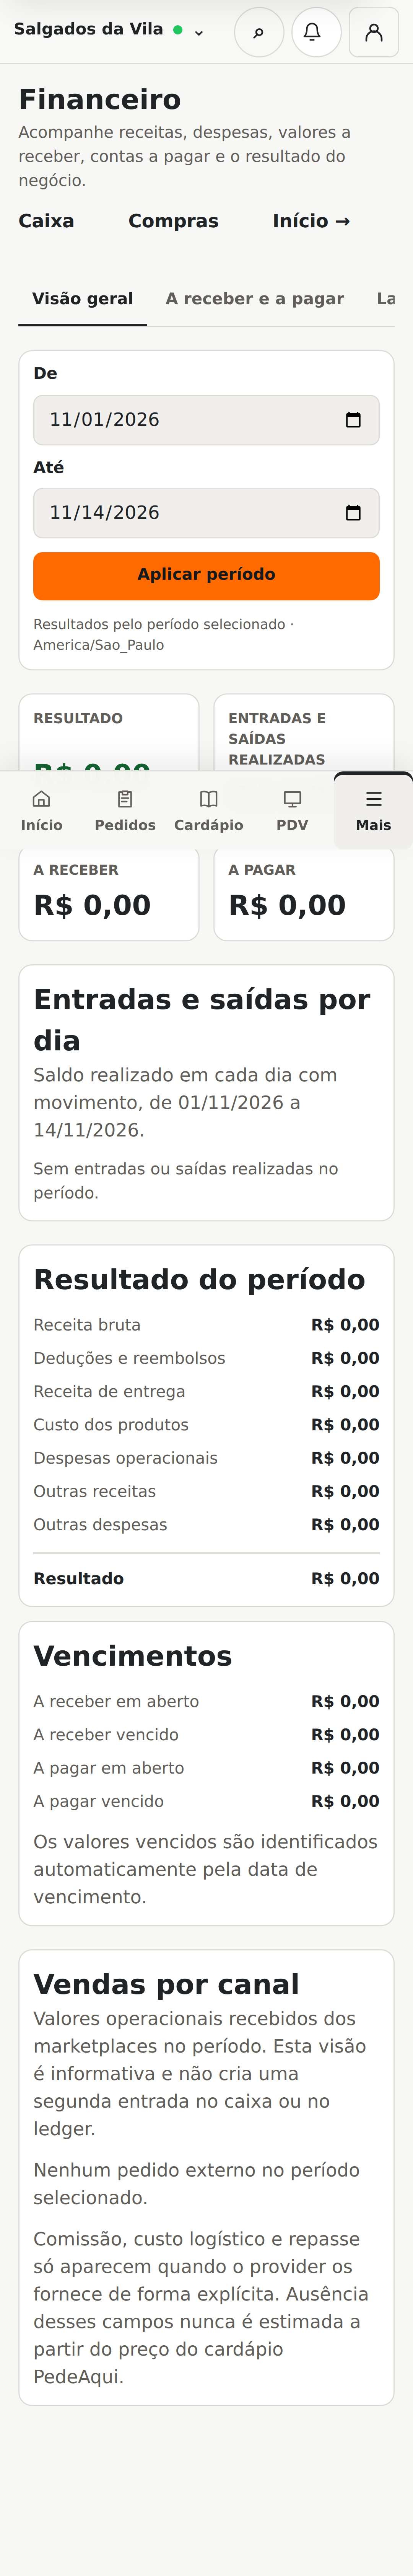 Salgados da Vila
Financeiro
Acompanhe receitas, despesas, valores a
receber, contas a pagar e o resultado do
negócio.
Caixa Compras Início →
Visão geral A receber e a pagar La
De
11/01/2026
Até
11/14/2026
Aplicar período
Resultados pelo período selecionado ·
America/Sao_Paulo
RESULTADO
R$ 0,00
ENTRADAS E
SAÍDAS
REALIZADAS
Início Pedidos Cardápio PDV Mais
A RECEBER
R$ 0,00
A PAGAR
R$ 0,00
Entradas e saídas por
dia
Saldo realizado em cada dia com
movimento, de 01/11/2026 a
14/11/2026.
Sem entradas ou saídas realizadas no
período.
Resultado do período
Receita bruta R$ 0,00
Deduções e reembolsos R$ 0,00
Receita de entrega R$ 0,00
Custo dos produtos R$ 0,00
Despesas operacionais R$ 0,00
Outras receitas R$ 0,00
Outras despesas R$ 0,00
Resultado R$ 0,00
Vencimentos
A receber em aberto R$ 0,00
A receber vencido R$ 0,00
A pagar em aberto R$ 0,00
A pagar vencido R$ 0,00
Os valores vencidos são identificados
automaticamente pela data de
vencimento.
Vendas por canal
Valores operacionais recebidos dos
marketplaces no período. Esta visão
é informativa e não cria uma
segunda entrada no caixa ou no
ledger.
Nenhum pedido externo no período
selecionado.
Comissão, custo logístico e repasse
só aparecem quando o provider os
fornece de forma explícita. Ausência
desses campos nunca é estimada a
partir do preço do cardápio
PedeAqui.